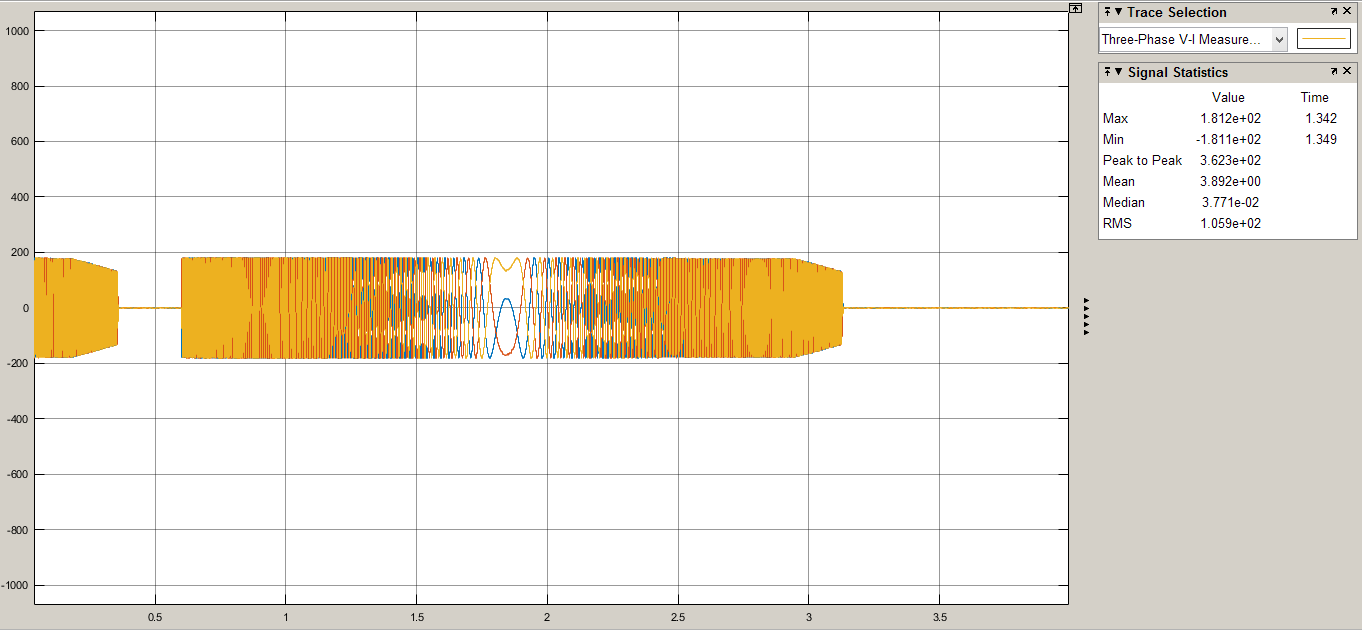 1000
800
600
400
200
0
-200
-400
-600
-800
-1000
0.5 1 1.5 2 2.5 3 3.5
Trace Selection
Three-Phase V-I Measure...
Signal Statistics
Value Time
Max 1.812e+02 1.342
Min -1.811e+02 1.349
Peak to Peak 3.623e+02
Mean 3.892e+00
Median 3.771e-02
RMS 1.059e+02